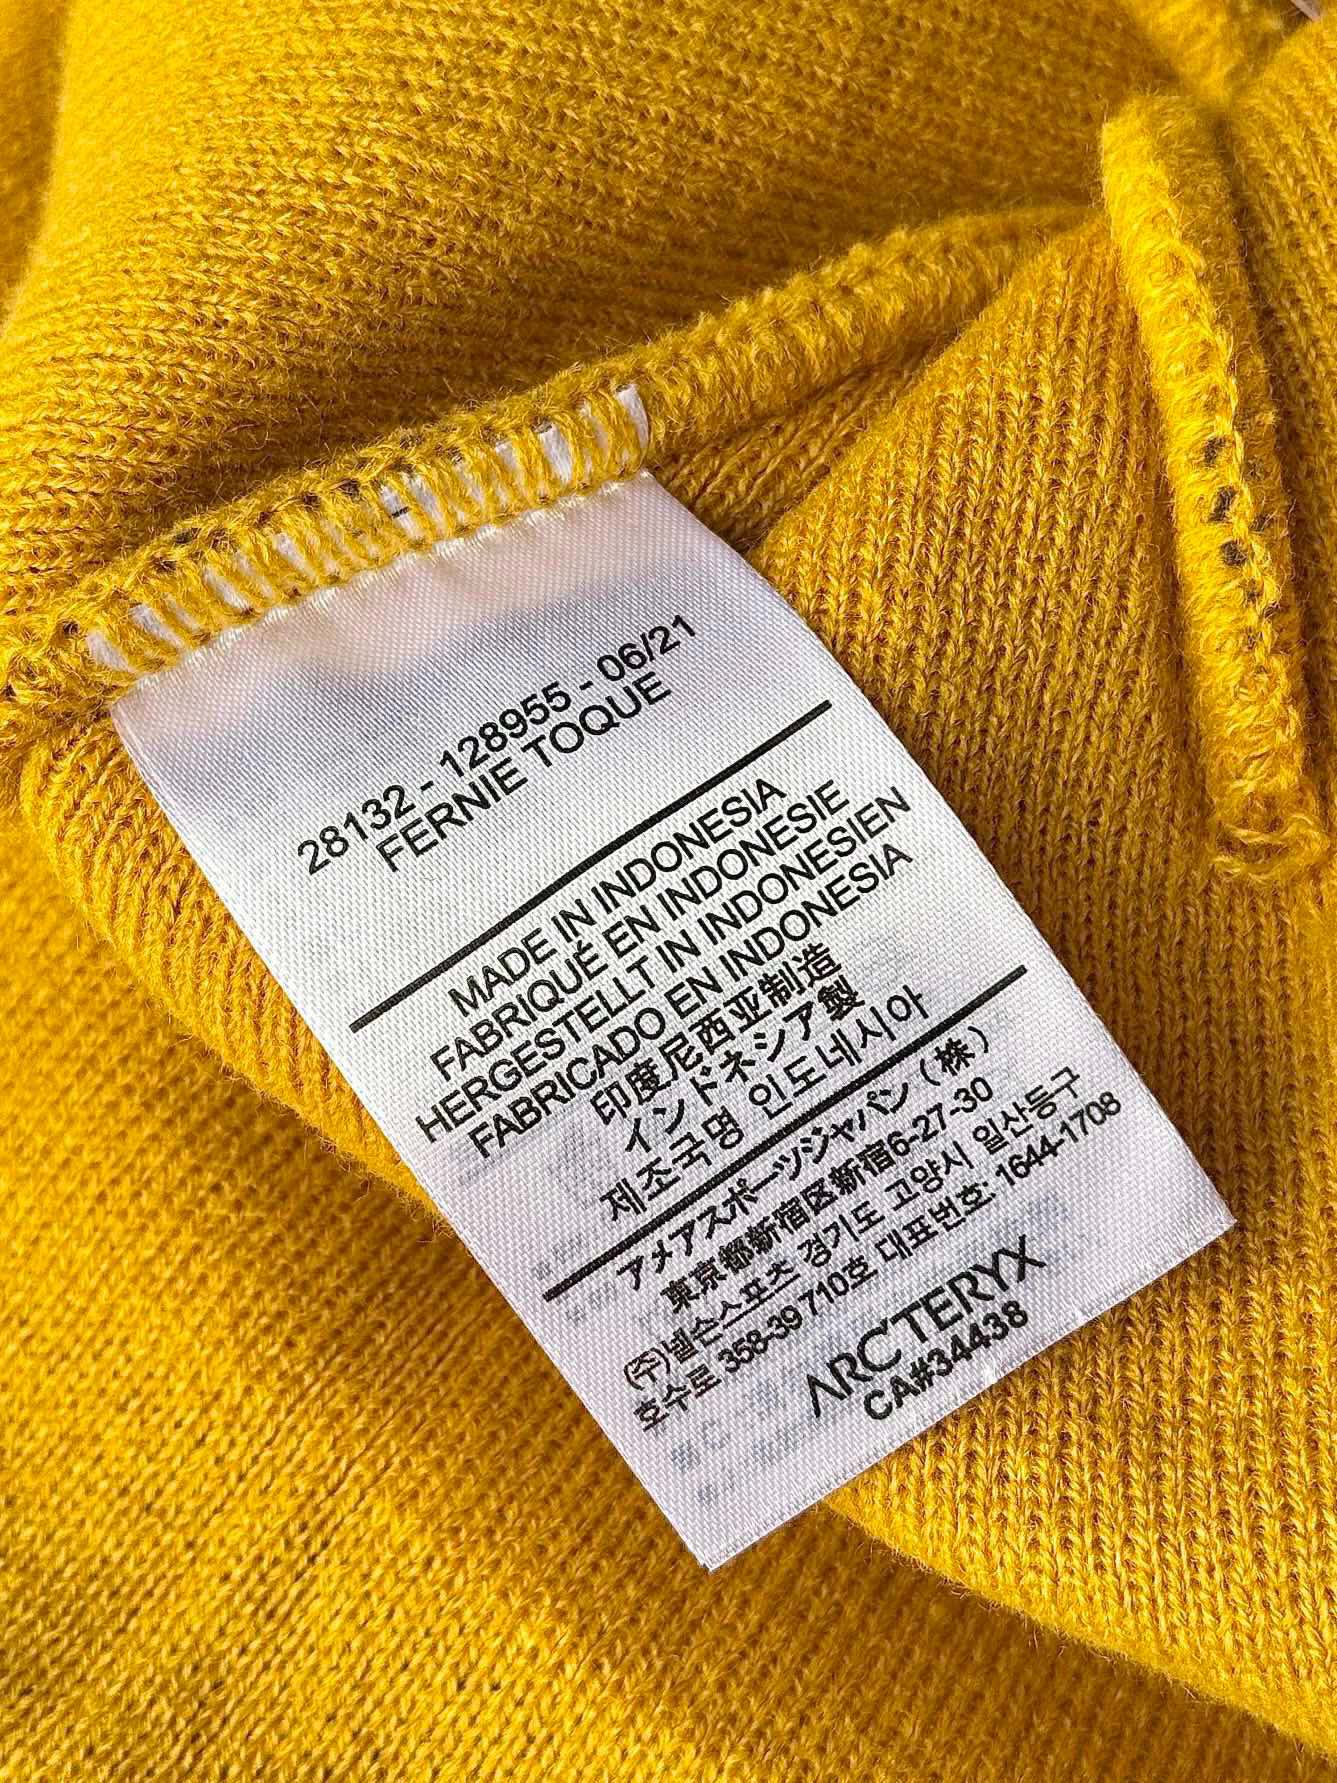 28132 - 128955 - 06/21
FERNIE TOQUE
MADE IN INDONESIA
FABRIQUÉ EN INDONESIE
HERGESTELLT IN INDONESIEN
FABRICADO EN INDONESIA
印度尼西亚制造
インドネシア製
제조국명 인도네시아
アメアスポーツジャパン（株）
東京都新宿区新宿6-27-30
(주)넬슨스포츠 경기도 고양시 일산동구
호수로 358-39 710호 대표번호: 1644-1708
ARC'TERYX
CA#34438